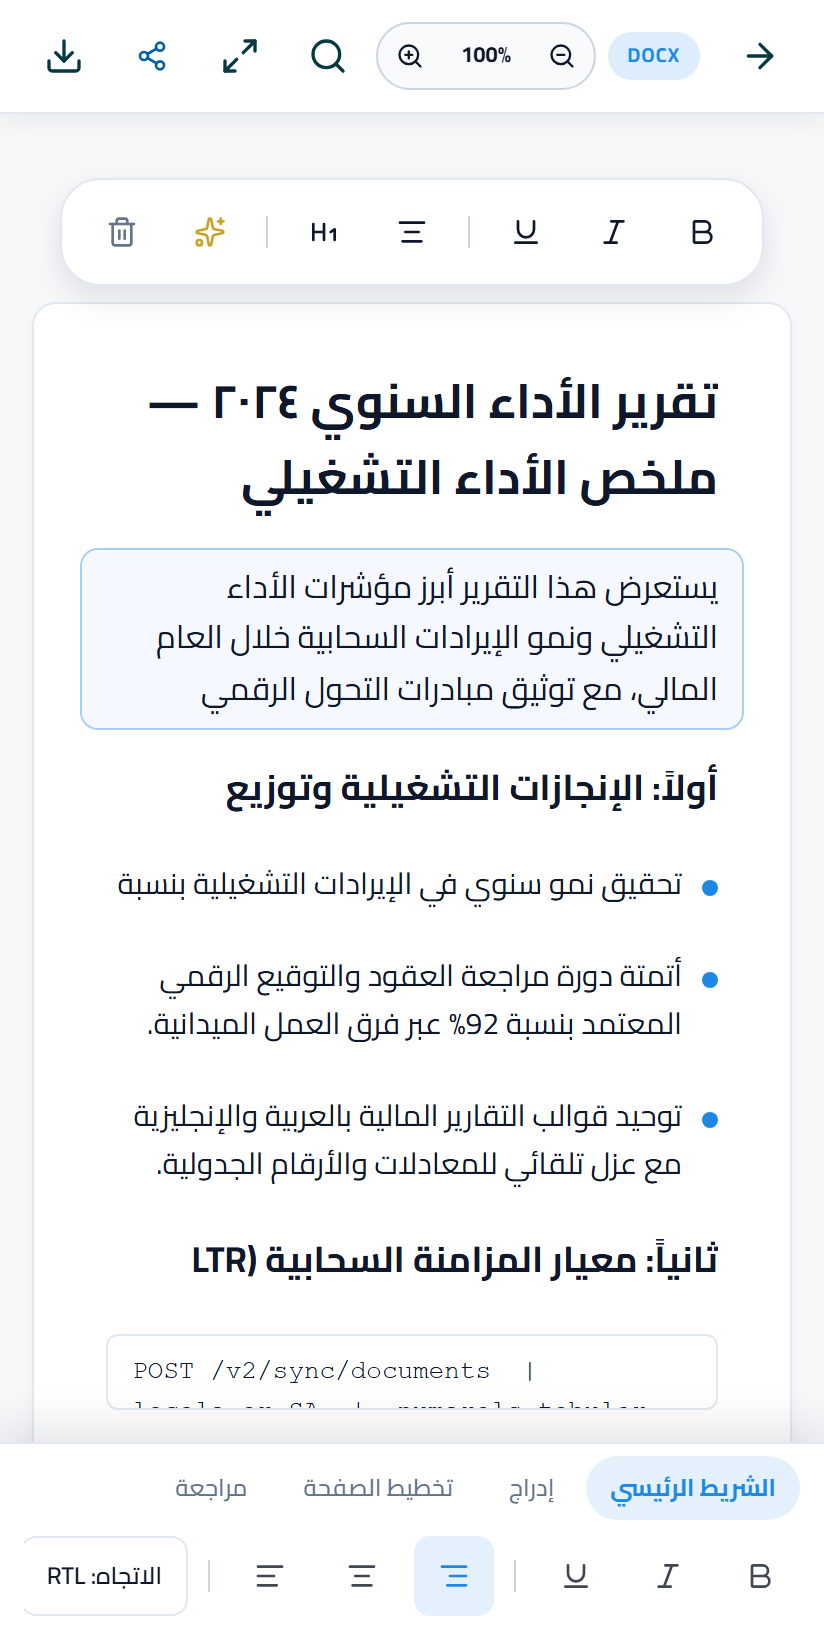 DOCX
100%
B I U H1
تقرير الأداء السنوي ٢٠٢٤ —
ملخص الأداء التشغيلي
يستعرض هذا التقرير أبرز مؤشرات الأداء
التشغيلي ونمو الإيرادات السحابية خلال العام
المالي، مع توثيق مبادرات التحول الرقمي
أولاً: الإنجازات التشغيلية وتوزيع
تحقيق نمو سنوي في الإيرادات التشغيلية بنسبة
أتمتة دورة مراجعة العقود والتوقيع الرقمي
المعتمد بنسبة 92% عبر فرق العمل الميدانية.
توحيد قوالب التقارير المالية بالعربية والإنجليزية
مع عزل تلقائي للمعادلات والأرقام الجدولية.
ثانياً: معيار المزامنة السحابية (LTR
POST /v2/sync/documents |
الشريط الرئيسي إدراج تخطيط الصفحة مراجعة
B I U
الاتجاه: RTL